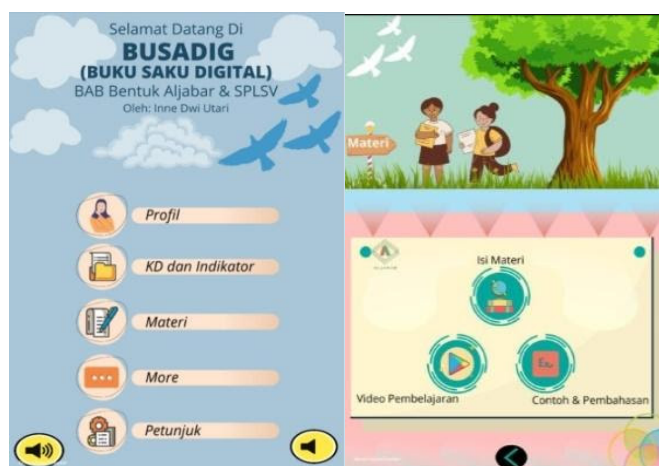 Selamat Datang Di
BUSADIG
(BUKU SAKU DIGITAL)
BAB Bentuk Aljabar & SPLSV
Oleh: Inne Dwi Utari
Profil
KD dan Indikator
Materi
More
Petunjuk
Materi
Isi Materi
Ex.
Video Pembelajaran
Contoh & Pembahasan